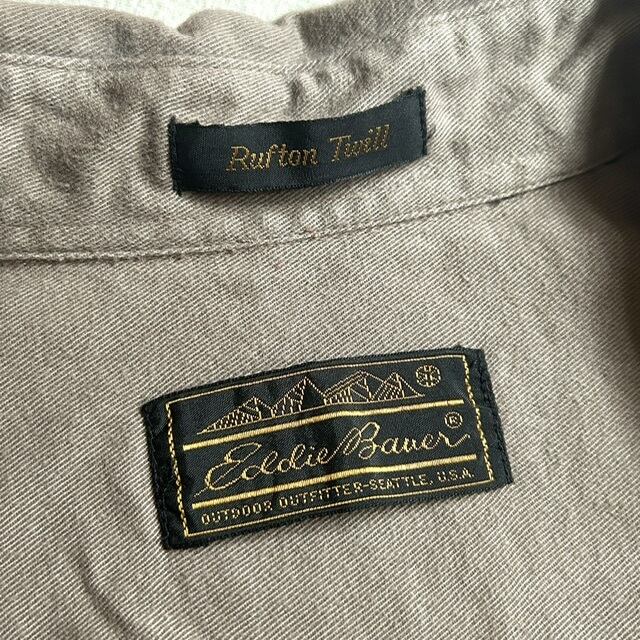 Rufton Twill
Eddie Bauer®
OUTDOOR OUTFITTER-SEATTLE, U.S.A.